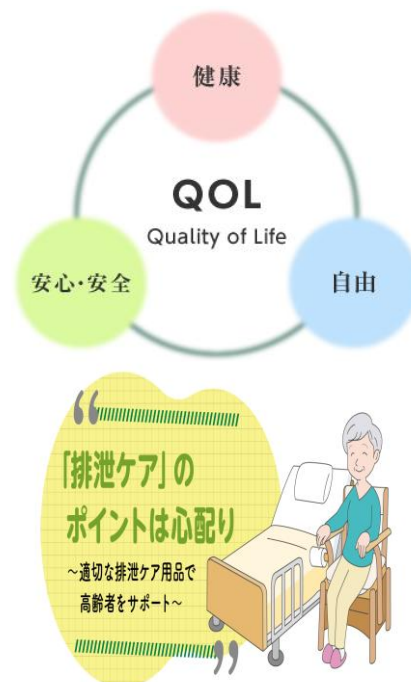 健康
QOL
Quality of Life
安心・安全
自由
「排泄ケア」の
ポイントは心配り
～適切な排泄ケア用品で
高齢者をサポート～